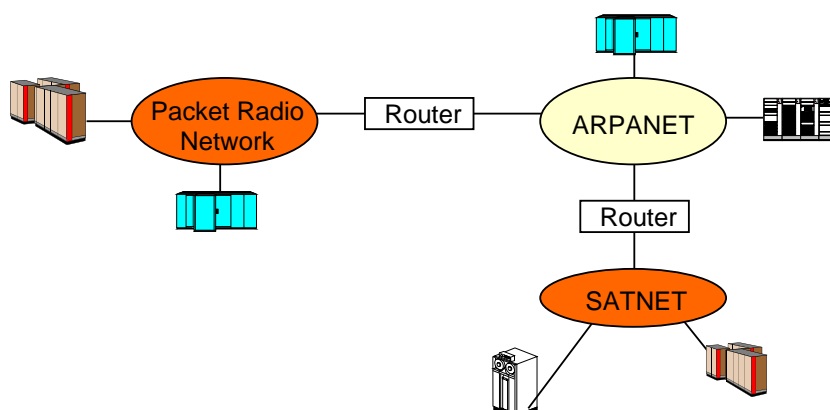 Packet Radio
Network
Router
ARPANET
Router
SATNET